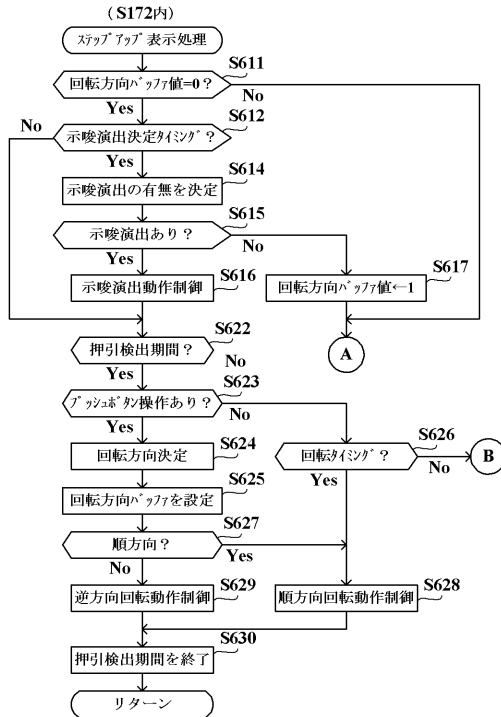 (S172内)
ステップアップ表示処理
S611
回転方向バッファ値=0?
Yes
No
S612
No
示唆演出決定タイミング?
Yes
S614
示唆演出の有無を決定
S615
示唆演出あり?
No
Yes
S616
示唆演出動作制御
S617
回転方向バッファ値←1
A
S622
押引検出期間?
No
Yes
S623
プッシュボタン操作あり?
No
Yes
S624
回転方向決定
S626
回転タイミング?
No
B
Yes
S625
回転方向バッファを設定
S627
順方向?
Yes
No
S629
逆方向回転動作制御
S628
順方向回転動作制御
S630
押引検出期間を終了
リターン